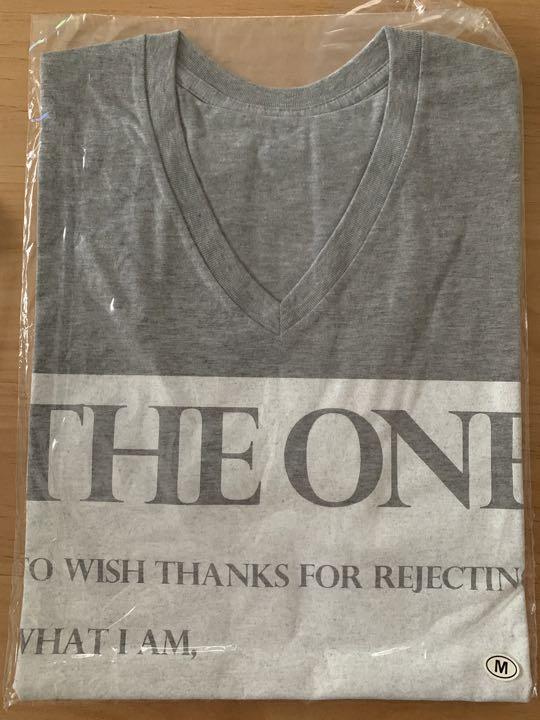 THE ONE
TO WISH THANKS FOR REJECTIN
WHAT I AM,
M